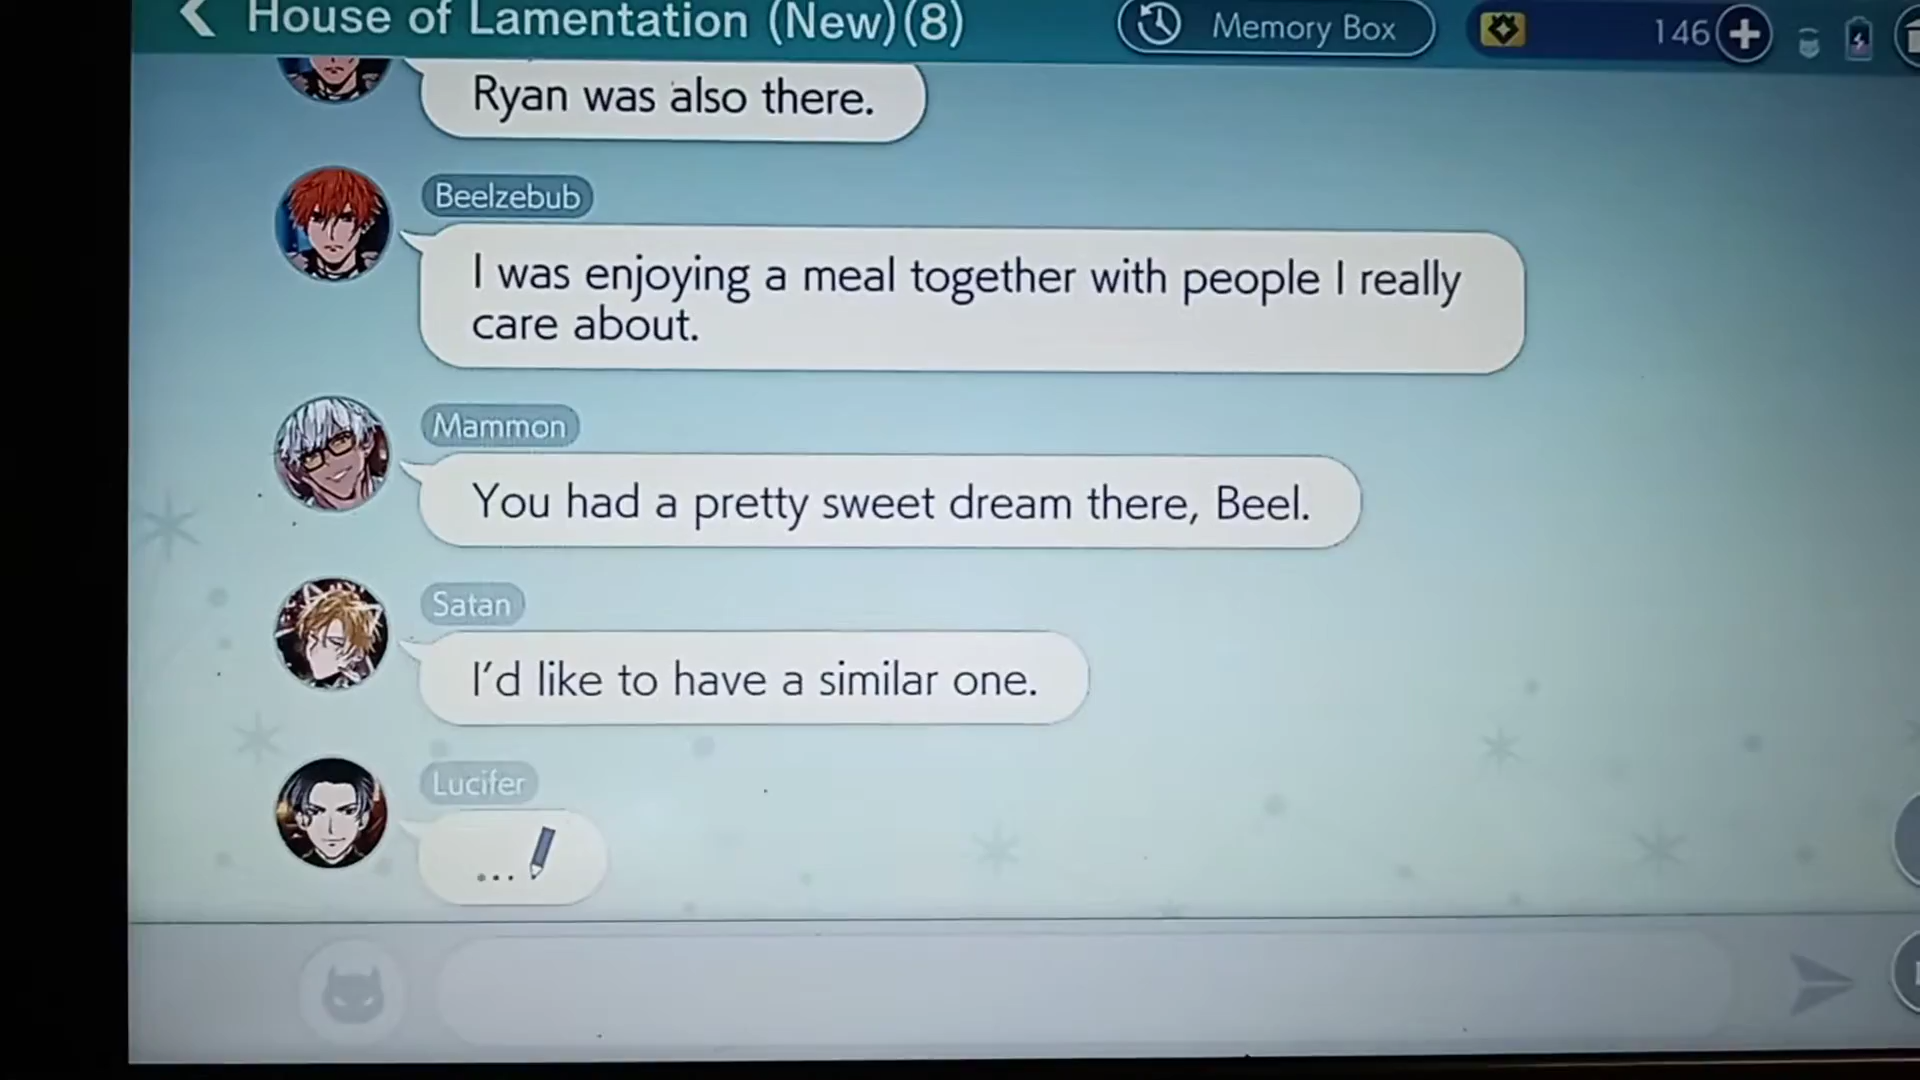 House of Lamentation (New)(8)
Memory Box
146
Ryan was also there.
Beelzebub
I was enjoying a meal together with people I really
care about.
Mammon
You had a pretty sweet dream there, Beel.
Satan
I'd like to have a similar one.
Lucifer
...